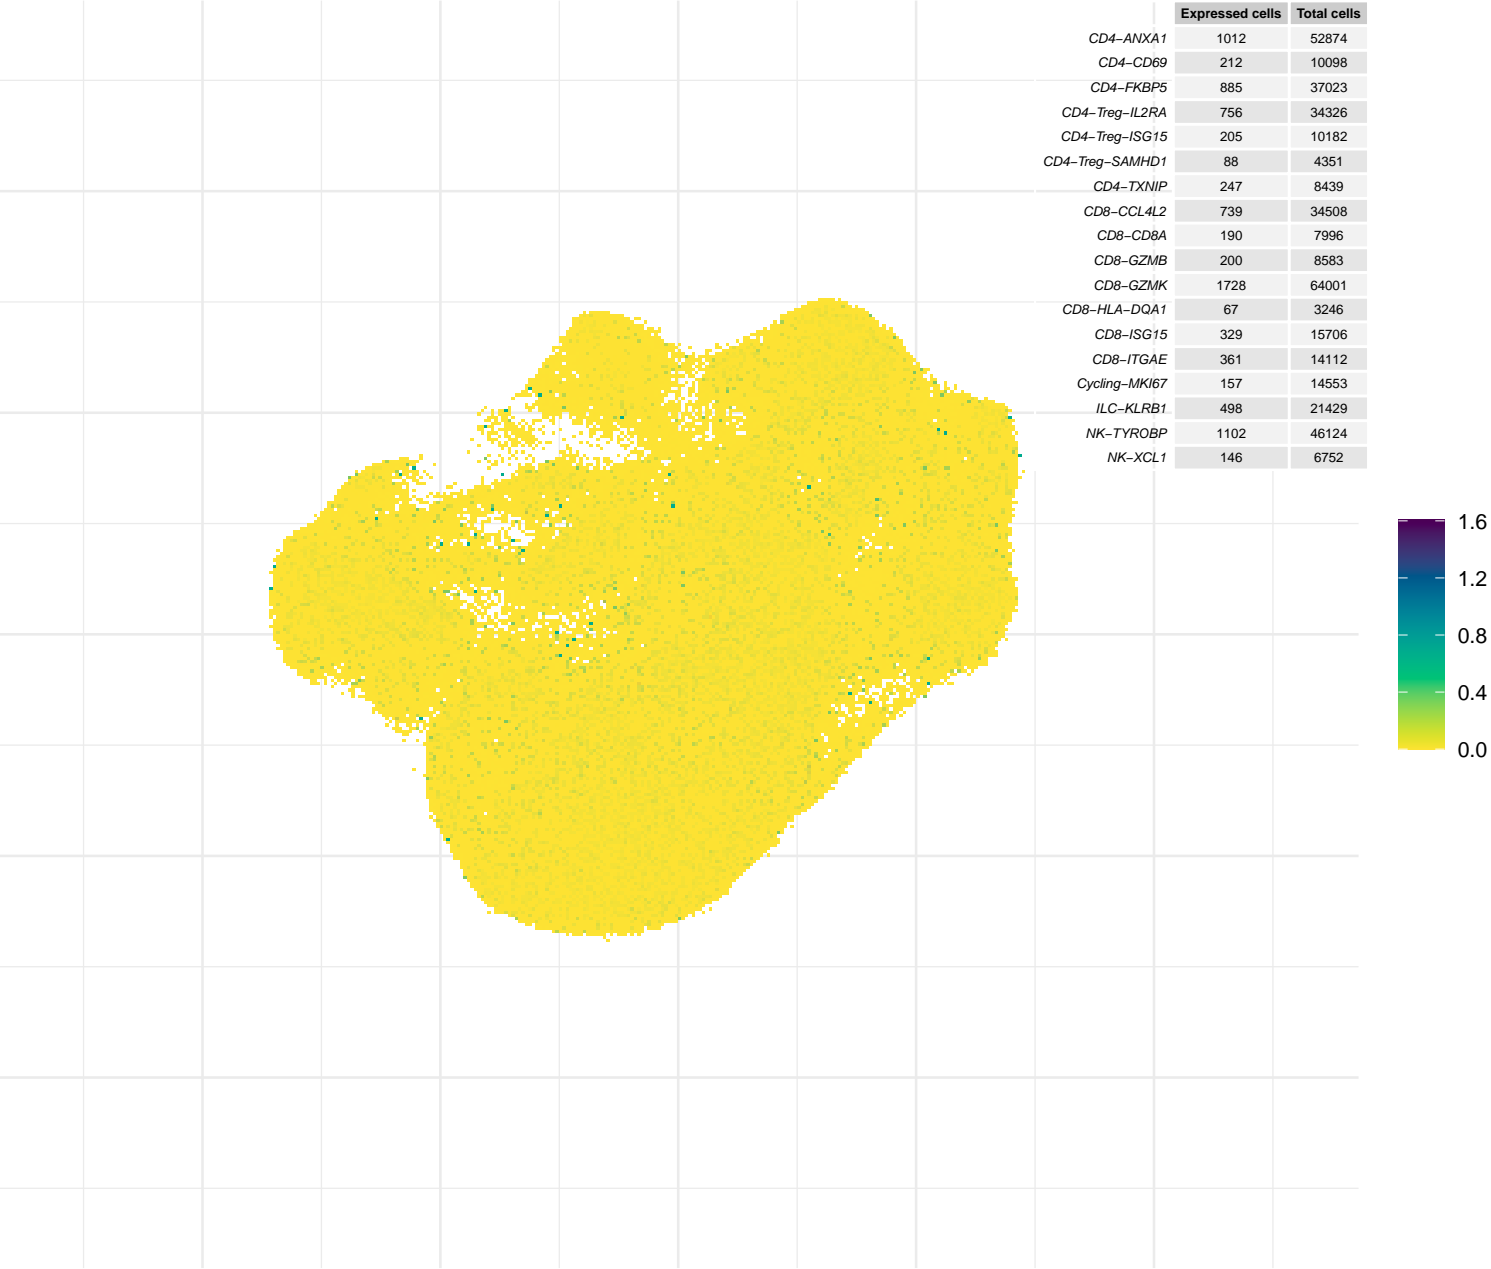 Expressed cells Total cells
CD4−ANXA1 1012 52874
CD4−CD69 212 10098
CD4−FKBP5 885 37023
CD4−Treg−IL2RA 756 34326
CD4−Treg−ISG15 205 10182
CD4−Treg−SAMHD1 88 4351
CD4−TXNIP 247 8439
CD8−CCL4L2 739 34508
CD8−CD8A 190 7996
CD8−GZMB 200 8583
CD8−GZMK 1728 64001
CD8−HLA−DQA1 67 3246
CD8−ISG15 329 15706
CD8−ITGAE 361 14112
Cycling−MKI67 157 14553
ILC−KLRB1 498 21429
NK−TYROBP 1102 46124
NK−XCL1 146 6752
1.6
1.2
0.8
0.4
0.0